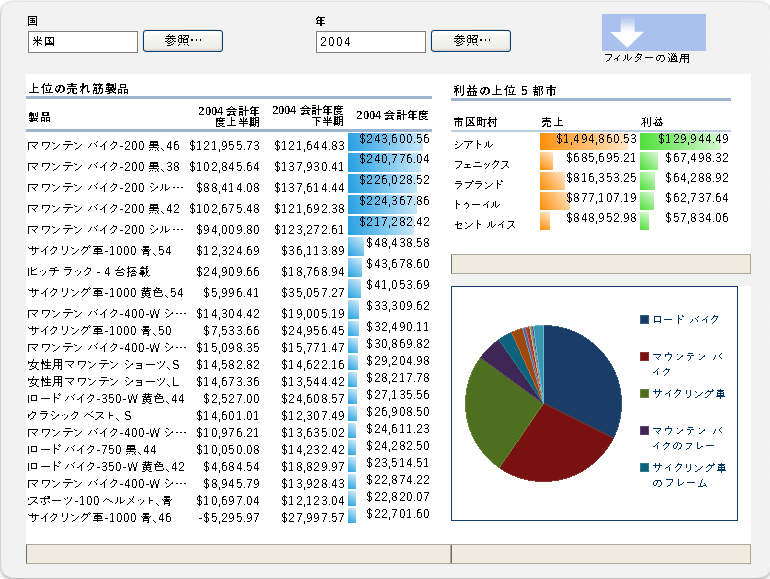 国
年
米国
参照…
2004
参照…
フィルターの適用
上位の売れ筋製品
製品 2004 会計年度上半期 2004 会計年度下半期 2004 会計年度
マウンテン バイク-200 黒、46 $121,955.73 $121,644.83 $243,600.56
マウンテン バイク-200 黒、38 $102,845.64 $137,930.41 $240,776.04
マウンテン バイク-200 シル… $88,414.08 $137,614.44 $226,028.52
マウンテン バイク-200 黒、42 $102,675.48 $121,692.38 $224,367.86
マウンテン バイク-200 シル… $94,009.80 $123,272.61 $217,282.42
サイクリング車-1000 青、54 $12,324.69 $36,113.89 $48,438.58
ヒッチ ラック - 4 台搭載 $24,909.66 $18,768.94 $43,678.60
サイクリング車-1000 黄色、54 $5,996.41 $35,057.27 $41,053.69
マウンテン バイク-400-W シ… $14,304.42 $19,005.19 $33,309.62
サイクリング車-1000 青、50 $7,533.66 $24,956.45 $32,490.11
マウンテン バイク-400-W シ… $15,098.35 $15,771.47 $30,869.82
女性用マウンテン ショーツ、S $14,582.82 $14,622.16 $29,204.98
女性用マウンテン ショーツ、L $14,673.36 $13,544.42 $28,217.78
ロード バイク-350-W 黄色、44 $2,527.00 $24,608.57 $27,135.56
クラシック ベスト、S $14,601.01 $12,307.49 $26,908.50
マウンテン バイク-400-W シ… $10,976.21 $13,635.02 $24,611.23
ロード バイク-750 黒、44 $10,050.08 $14,232.42 $24,282.50
ロード バイク-350-W 黄色、42 $4,684.54 $18,829.97 $23,514.51
マウンテン バイク-400-W シ… $8,945.79 $13,928.43 $22,874.22
スポーツ-100 ヘルメット、青 $10,697.04 $12,123.04 $22,820.07
サイクリング車-1000 青、46 -$5,295.97 $27,997.57 $22,701.60
利益の上位 5 都市
市区町村 売上 利益
シアトル $1,494,860.53 $129,944.49
フェニックス $685,695.21 $67,498.32
ラブランド $816,353.25 $64,288.92
トゥーイル $877,107.19 $62,737.64
セント ルイス $848,952.98 $57,834.06
ロード バイク
マウンテン バ
イク
サイクリング車
マウンテン バ
イクのフレー
サイクリング車
のフレーム